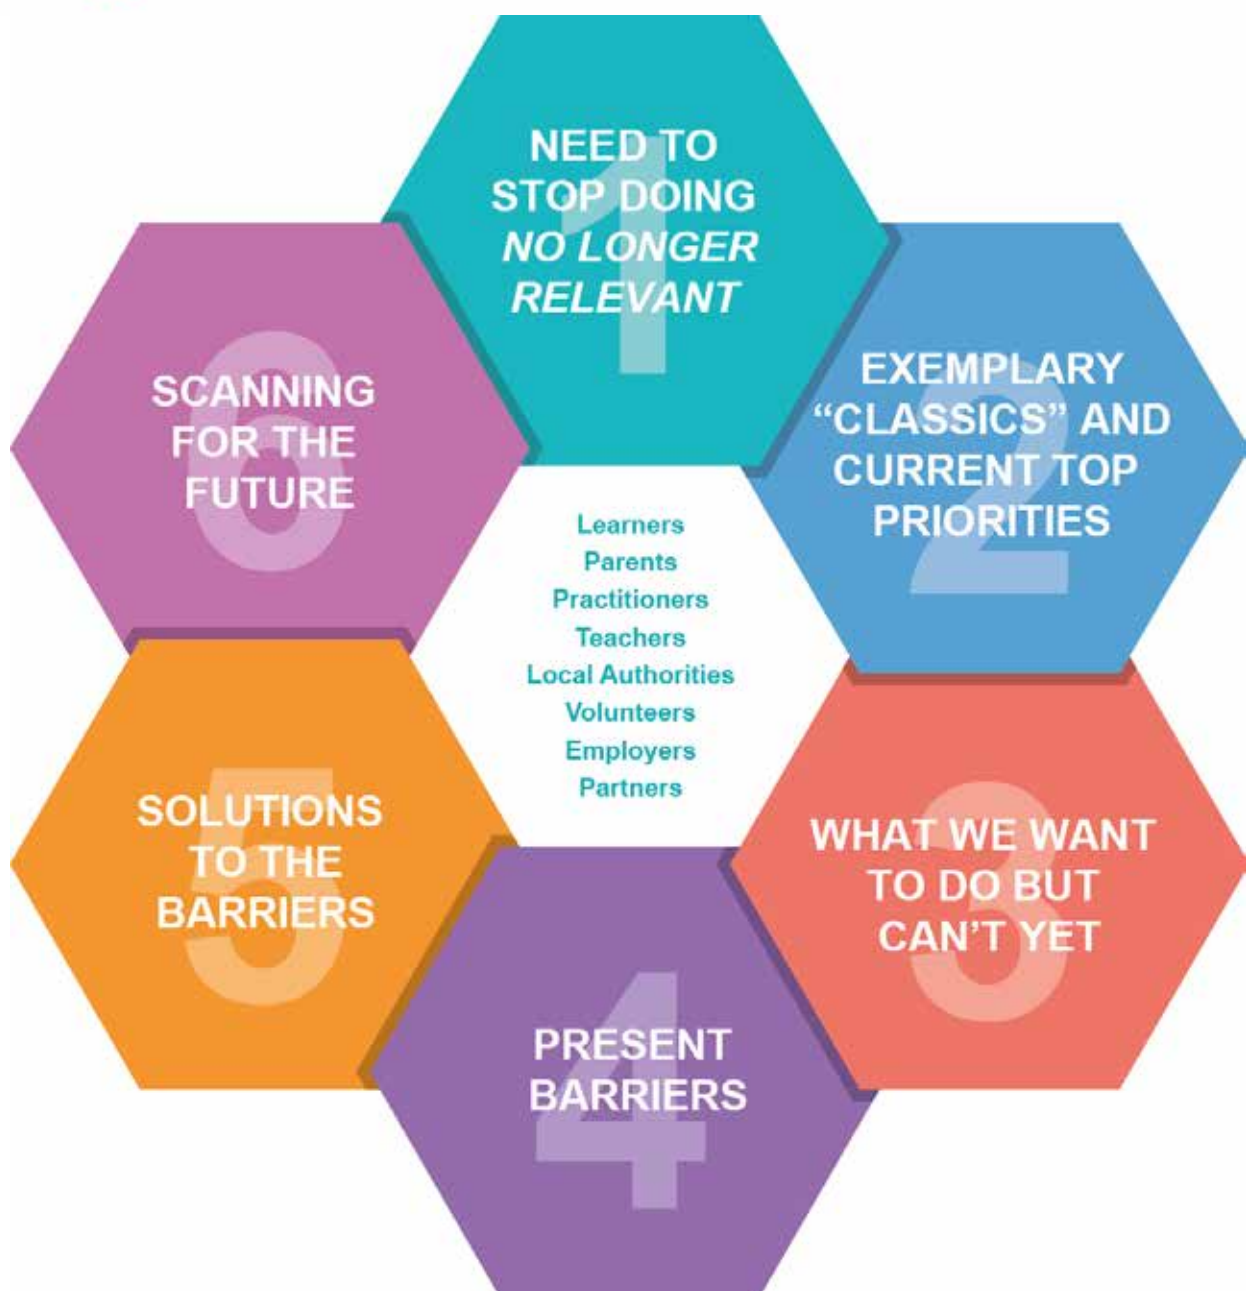 1
NEED TO
STOP DOING
NO LONGER
RELEVANT
2
EXEMPLARY
“CLASSICS” AND
CURRENT TOP
PRIORITIES
3
WHAT WE WANT
TO DO BUT
CAN’T YET
4
PRESENT
BARRIERS
5
SOLUTIONS
TO THE
BARRIERS
6
SCANNING
FOR THE
FUTURE
Learners
Parents
Practitioners
Teachers
Local Authorities
Volunteers
Employers
Partners